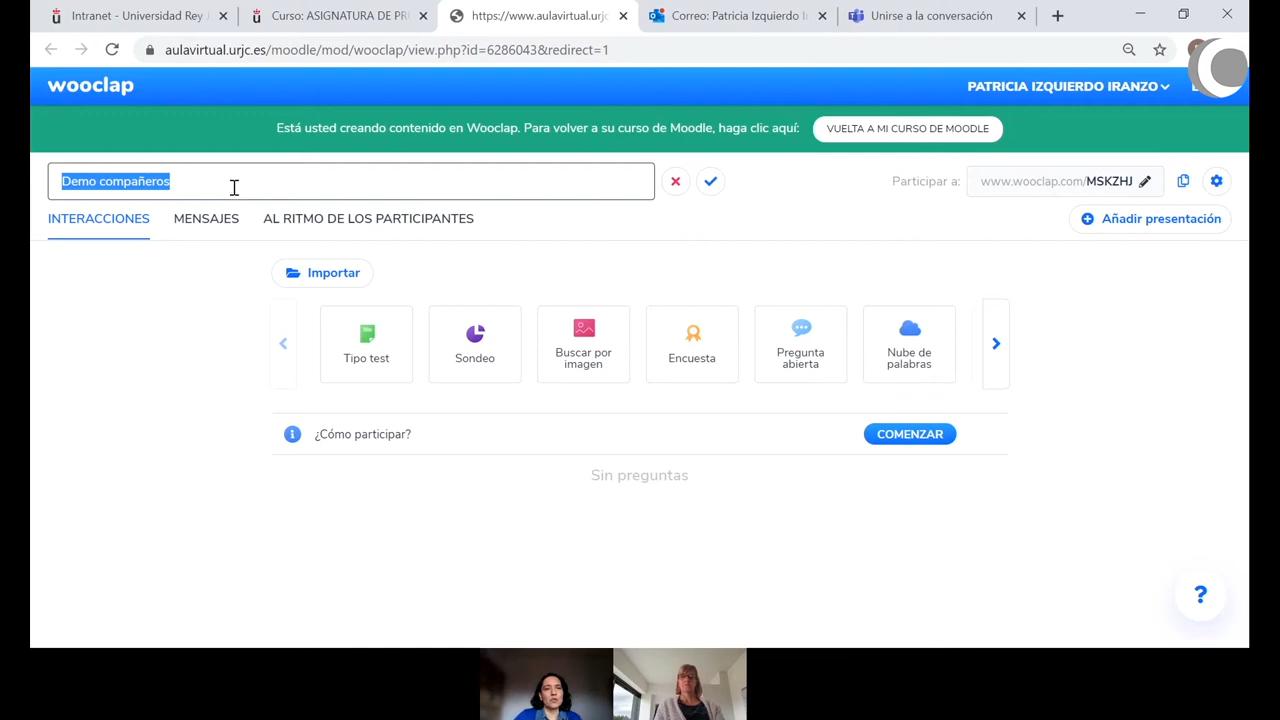 Intranet - Universidad Rey J
Curso: ASIGNATURA DE PR
https://www.aulavirtual.urjc
Correo: Patricia Izquierdo I
Unirse a la conversación
aulavirtual.urjc.es/moodle/mod/wooclap/view.php?id=6286043&redirect=1
wooclap
PATRICIA IZQUIERDO IRANZO
Está usted creando contenido en Wooclap. Para volver a su curso de Moodle, haga clic aquí:
VUELTA A MI CURSO DE MOODLE
Demo compañeros
Participar a:
www.wooclap.com/MSKZHJ
INTERACCIONES
MENSAJES
AL RITMO DE LOS PARTICIPANTES
Añadir presentación
Importar
Tipo test
Sondeo
Buscar por
imagen
Encuesta
Pregunta
abierta
Nube de
palabras
¿Cómo participar?
COMENZAR
Sin preguntas
?